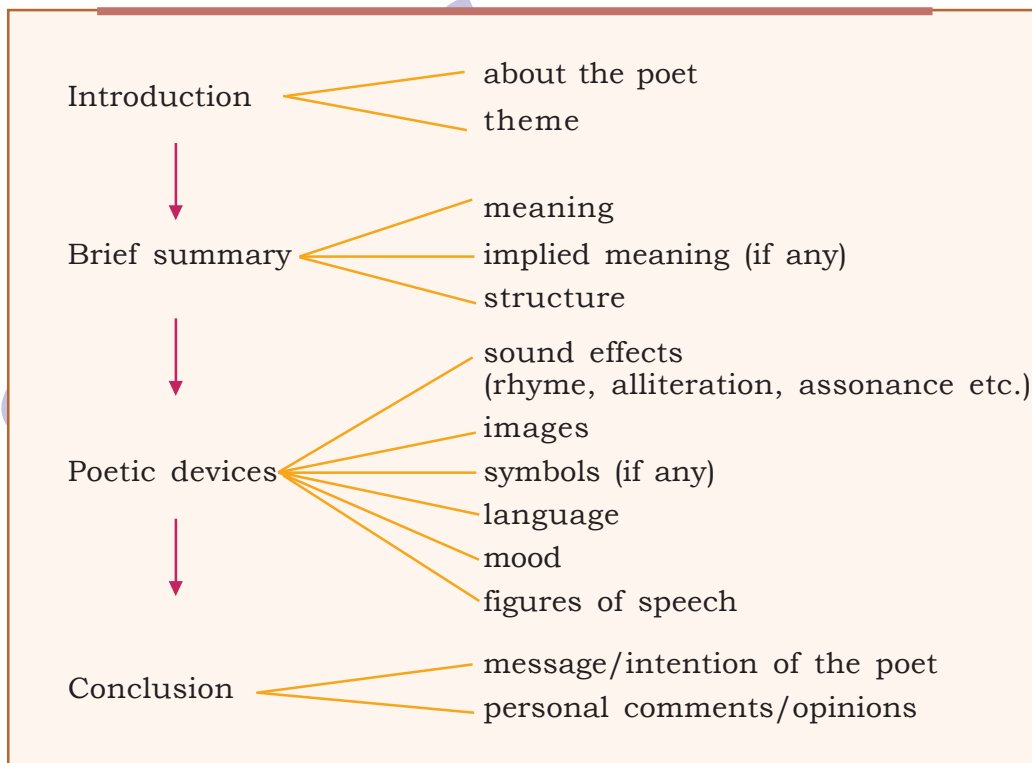 Introduction
about the poet
theme
Brief summary
meaning
implied meaning (if any)
structure
Poetic devices
sound effects
(rhyme, alliteration, assonance etc.)
images
symbols (if any)
language
mood
figures of speech
Conclusion
message/intention of the poet
personal comments/opinions